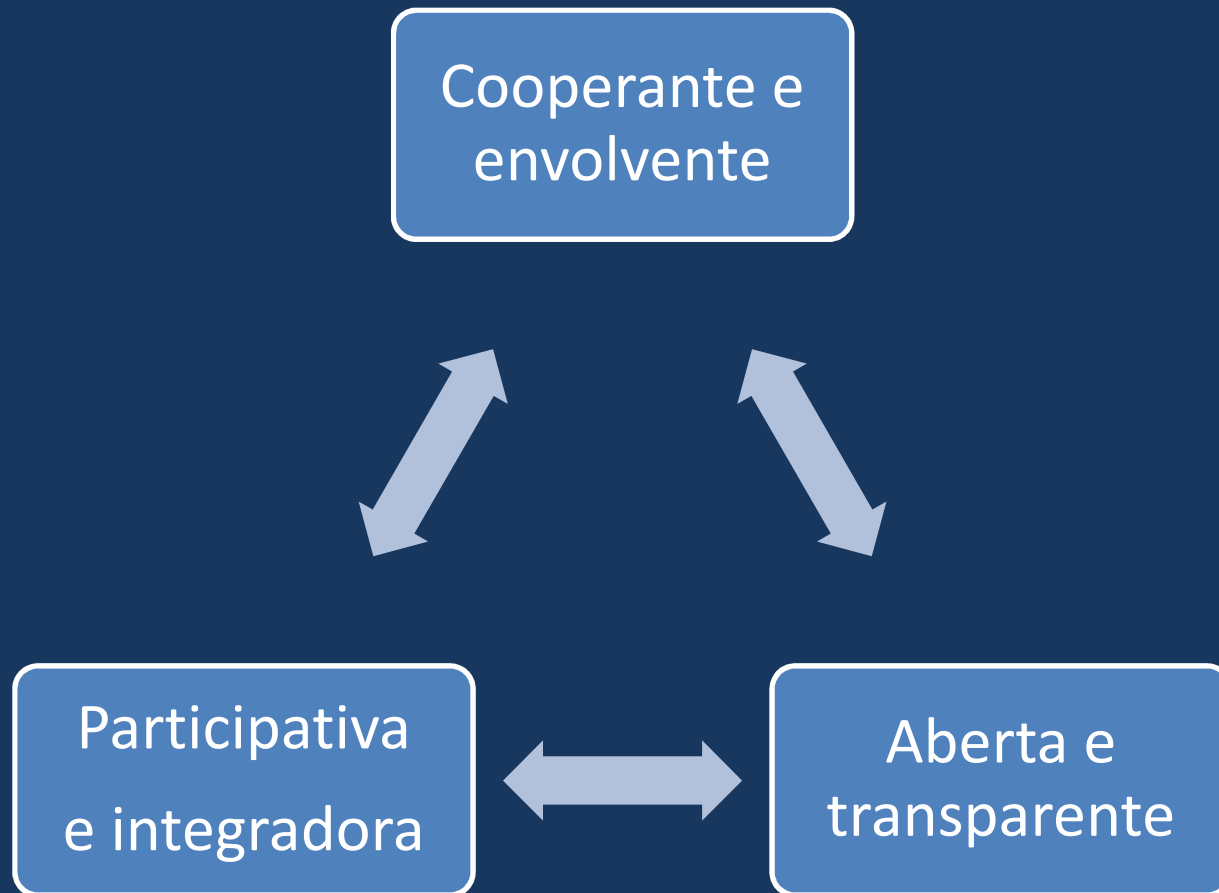 Cooperante e
envolvente
Participativa
e integradora
Aberta e
transparente